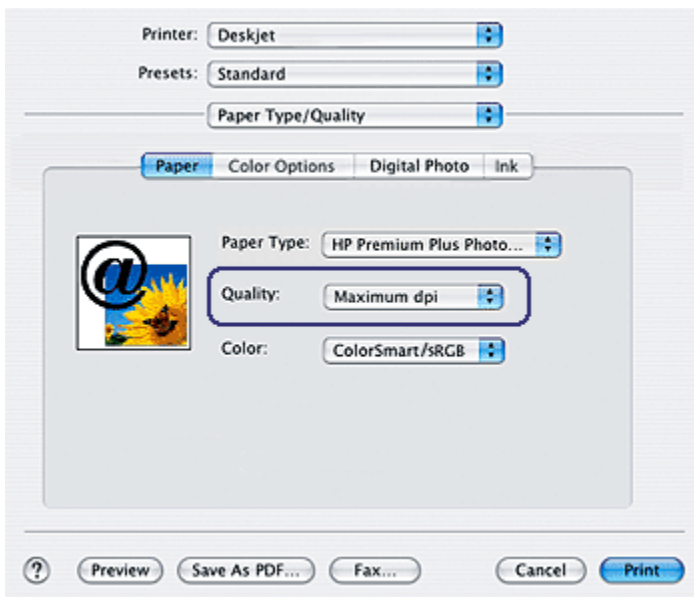 Printer: Deskjet
Presets: Standard
Paper Type/Quality
Paper Color Options Digital Photo Ink
Paper Type: HP Premium Plus Photo...
@
Quality: Maximum dpi
Color: ColorSmart/sRGB
? Preview Save As PDF... Fax... Cancel Print